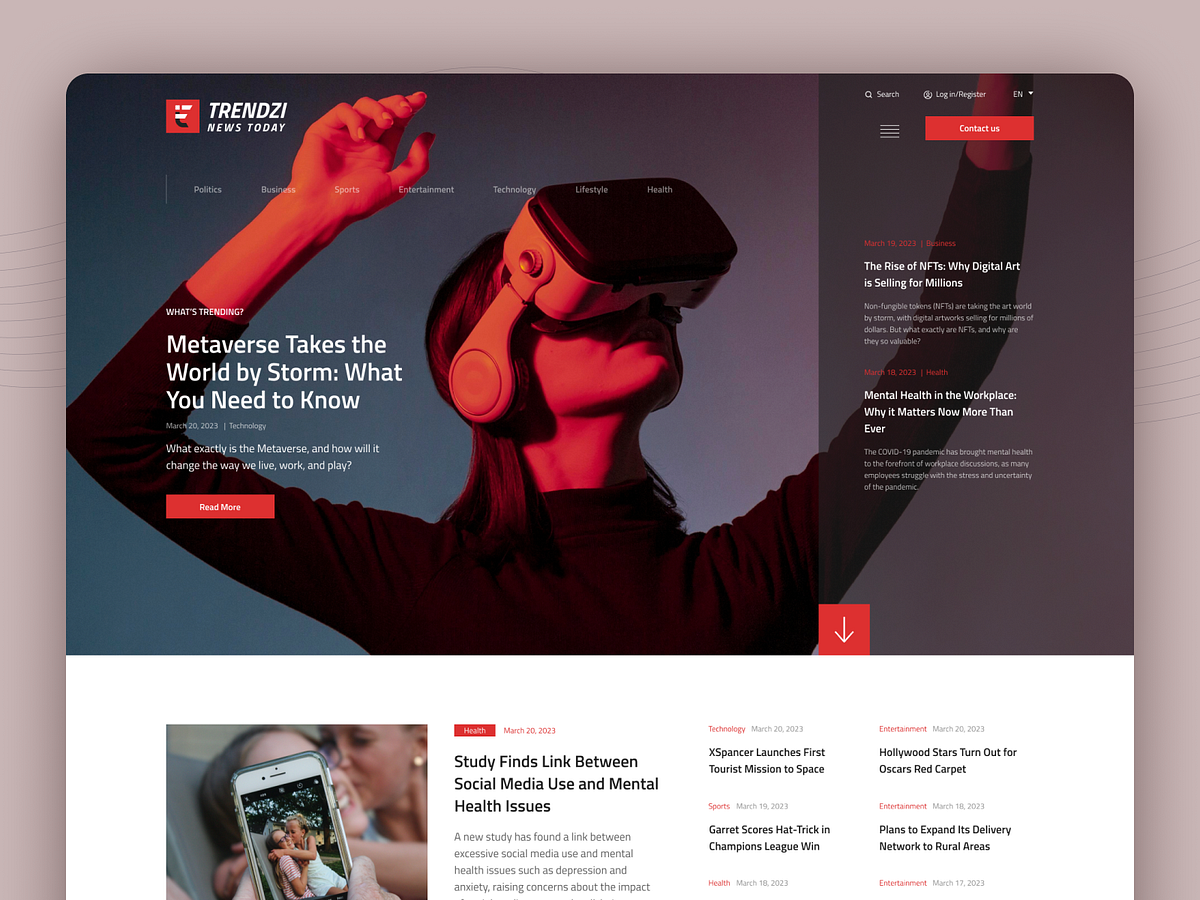 TRENDZI
NEWS TODAY
Search
Log in/Register
EN
Contact us
Politics
Business
Sports
Entertainment
Technology
Lifestyle
Health
WHAT'S TRENDING?
Metaverse Takes the
World by Storm: What
You Need to Know
March 20, 2023 | Technology
What exactly is the Metaverse, and how will it
change the way we live, work, and play?
Read More
March 19, 2023 | Business
The Rise of NFTs: Why Digital Art
is Selling for Millions
Non-fungible tokens (NFTs) are taking the art world
by storm, with digital artworks selling for millions of
dollars. But what exactly are NFTs, and why are
they so valuable?
March 18, 2023 | Health
Mental Health in the Workplace:
Why it Matters Now More Than
Ever
The COVID-19 pandemic has brought mental health
to the forefront of workplace discussions, as many
employees struggle with the stress and uncertainty
of the pandemic.
Health March 20, 2023
Study Finds Link Between
Social Media Use and Mental
Health Issues
A new study has found a link between
excessive social media use and mental
health issues such as depression and
anxiety, raising concerns about the impact
Technology March 20, 2023
XSpancer Launches First
Tourist Mission to Space
Sports March 19, 2023
Garret Scores Hat-Trick in
Champions League Win
Health March 18, 2023
Entertainment March 20, 2023
Hollywood Stars Turn Out for
Oscars Red Carpet
Entertainment March 18, 2023
Plans to Expand Its Delivery
Network to Rural Areas
Entertainment March 17, 2023